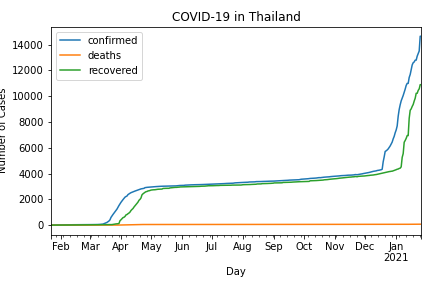 COVID-19 in Thailand
confirmed
deaths
recovered
14000
12000
10000
8000
6000
4000
2000
0
Number of Cases
Feb Mar Apr May Jun Jul Aug Sep Oct Nov Dec Jan
2021
Day